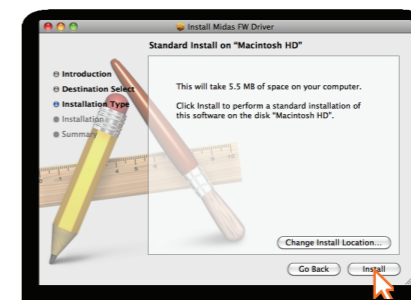 Install Midas FW Driver
Standard Install on "Macintosh HD"
Introduction
Destination Select
Installation Type
Installation
Summary
This will take 5.5 MB of space on your computer.
Click Install to perform a standard installation of
this software on the disk "Macintosh HD".
Change Install Location...
Go Back
Install